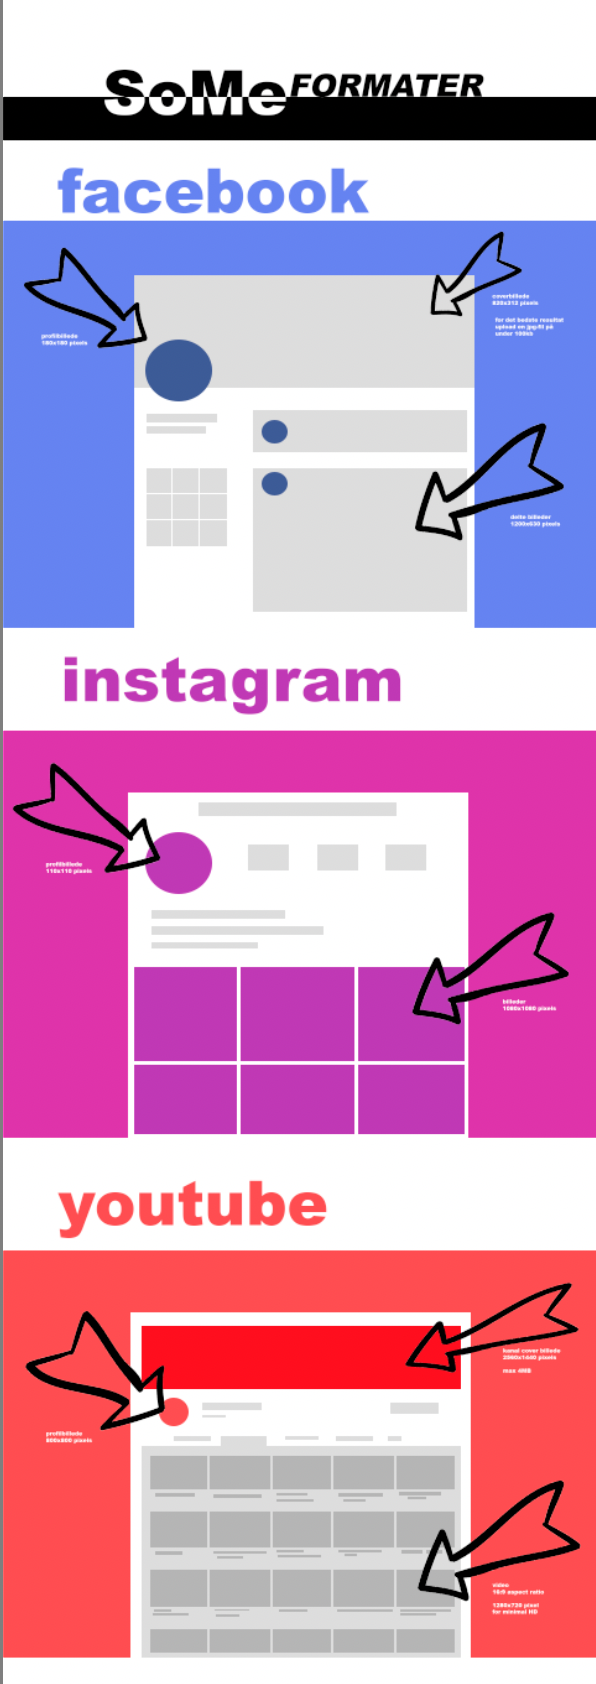 SoMe FORMATER
facebook
profilbillede
180x180 pixels
coverbillede
820x312 pixels
for det bedste resultat
upload en jpg-fil på
under 100kb
delte billeder
1200x630 pixels
instagram
profilbillede
110x110 pixels
billeder
1080x1080 pixels
youtube
kanal cover billede
2560x1440 pixels
max 4MB
profilbillede
800x800 pixels
video
16:9 aspect ratio
1280x720 pixel
for minimal HD